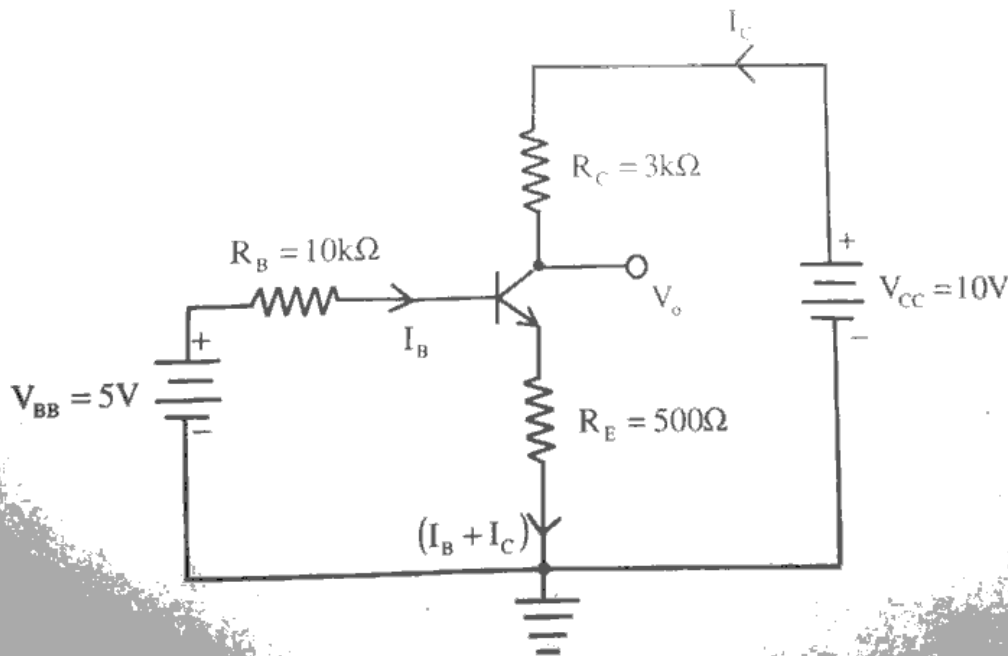 I_C
R_C = 3kΩ
R_B = 10kΩ
+
V_CC = 10V
V_o
I_B
+
−
V_BB = 5V
−
R_E = 500Ω
(I_B + I_C)